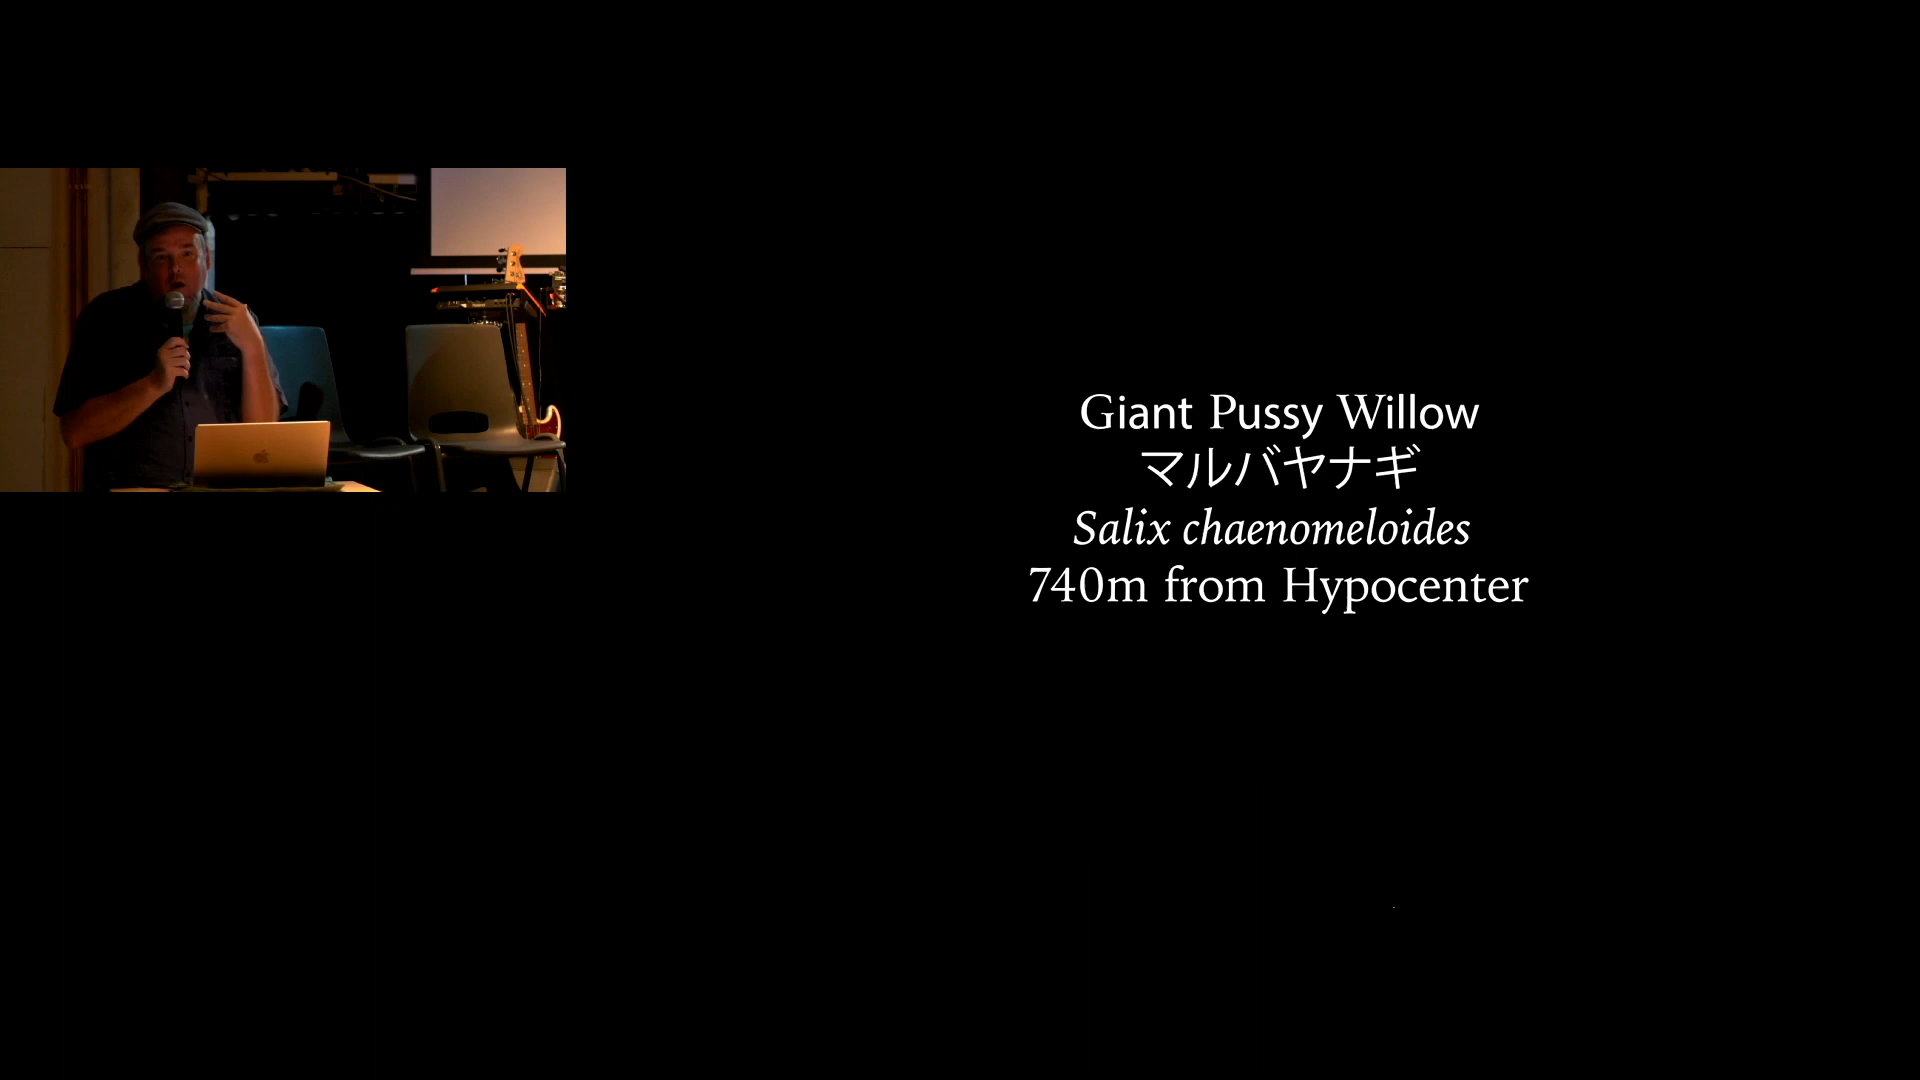 Giant Pussy Willow
マルバヤナギ
Salix chaenomeloides
740m from Hypocenter